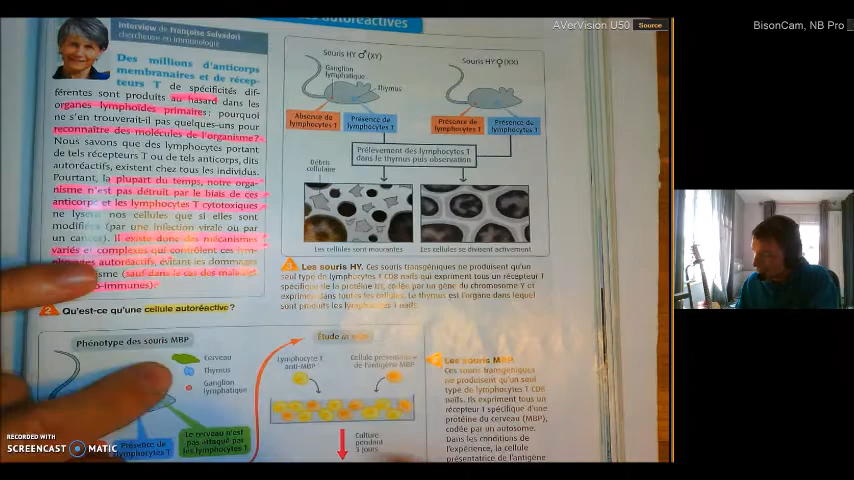 autoréactives
AVerVision U50
Source
BisonCam, NB Pro
Interview de Françoise Salvadori
chercheuse en immunologie
Des millions d'anticorps
membranaires et de récep-
teurs T de spécificités dif-
férentes sont produits au hasard dans les
organes lymphoïdes primaires ; pourquoi
ne s'en trouverait-il pas quelques-uns pour
reconnaître des molécules de l'organisme ?
Nous savons que des lymphocytes portant
de tels récepteurs T ou de tels anticorps, dits
autoréactifs, existent chez tous les individus.
Pourtant, la plupart du temps, notre orga-
nisme n'est pas détruit par le biais de ces
anticorps et les lymphocytes T cytotoxiques
ne lysent nos cellules que si elles sont
modifiées (par une infection virale ou par
un cancer). Il existe donc des mécanismes
variés et complexes qui contrôlent ces lym-
autoréactifs, évitant les dommages
(sauf dans le cas des maladies
immunes).
2 Qu'est-ce qu'une cellule autoréactive ?
Souris HY ♂ (XY)
Ganglion
lymphatique
Thymus
Souris HY ♀ (XX)
Absence de
lymphocytes T
Présence de
lymphocytes T
Présence de
lymphocytes T
Présence de
lymphocytes T
Prélèvement des lymphocytes T
dans le thymus puis observation
Débris
cellulaire
Les cellules sont mourantes
Les cellules se divisent activement
3 Les souris HY. Ces souris transgéniques ne produisent qu'un
seul type de lymphocytes T CD8 naïfs qui expriment tous un récepteur T
spécifique de la protéine HY, codée par un gène du chromosome Y et
exprimée dans toutes les cellules. Le thymus est l'organe dans lequel
sont produits les lymphocytes T naïfs.
Phénotype des souris MBP
Cerveau
Thymus
Ganglion
lymphatique
Présence de
lymphocytes T
Le cerveau n'est
pas attaqué par
les lymphocytes T
Étude in vitro
Lymphocyte T
anti-MBP
Cellule présentatrice
de l'antigène MBP
Culture
pendant
3 jours
Les souris MBP.
Ces souris transgéniques
ne produisent qu'un seul
type de lymphocytes T CD8
naïfs. Ils expriment tous un
récepteur T spécifique d'une
protéine du cerveau (MBP),
codée par un autosome.
Dans les conditions de
l'expérience, la cellule
présentatrice de l'antigène
RECORDED WITH
SCREENCAST MATIC